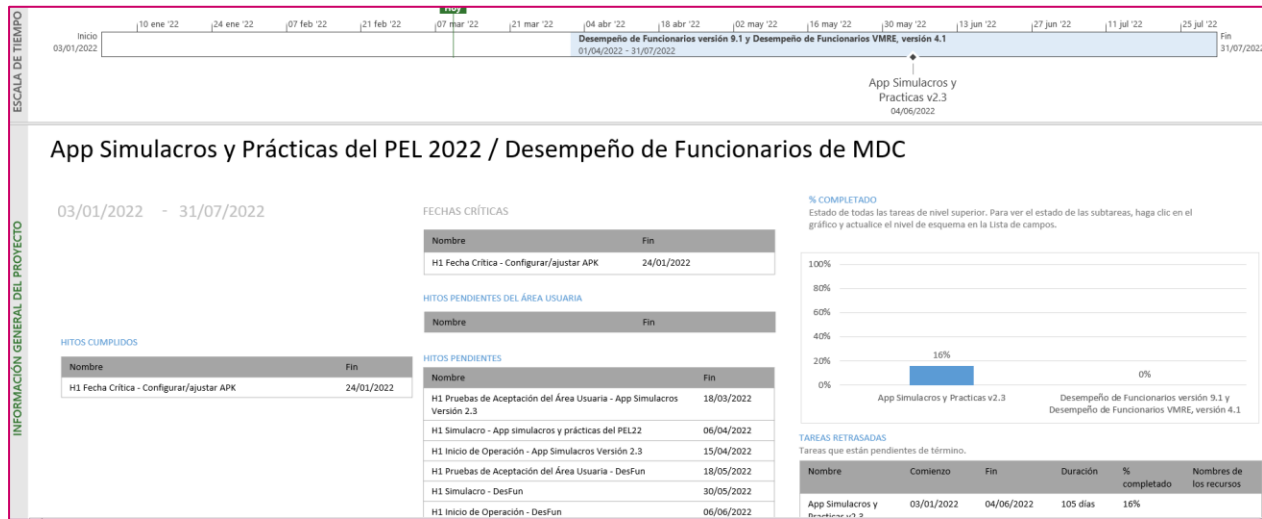 ESCALA DE TIEMPO
Hoy
10 ene '22 24 ene '22 07 feb '22 21 feb '22 07 mar '22 21 mar '22 04 abr '22 18 abr '22 02 may '22 16 may '22 30 may '22 13 jun '22 27 jun '22 11 jul '22 25 jul '22
Inicio
03/01/2022
Desempeño de Funcionarios versión 9.1 y Desempeño de Funcionarios VMRE, versión 4.1
01/04/2022 - 31/07/2022
Fin
31/07/2022
App Simulacros y
Practicas v2.3
04/06/2022
INFORMACIÓN GENERAL DEL PROYECTO
App Simulacros y Prácticas del PEL 2022 / Desempeño de Funcionarios de MDC
03/01/2022 - 31/07/2022
HITOS CUMPLIDOS
Nombre Fin
H1 Fecha Crítica - Configurar/ajustar APK 24/01/2022
FECHAS CRÍTICAS
Nombre Fin
H1 Fecha Crítica - Configurar/ajustar APK 24/01/2022
HITOS PENDIENTES DEL ÁREA USUARIA
Nombre Fin
HITOS PENDIENTES
Nombre Fin
H1 Pruebas de Aceptación del Área Usuaria - App Simulacros 18/03/2022
Versión 2.3
H1 Simulacro - App simulacros y prácticas del PEL22 06/04/2022
H1 Inicio de Operación - App Simulacros Versión 2.3 15/04/2022
H1 Pruebas de Aceptación del Área Usuaria - DesFun 18/05/2022
H1 Simulacro - DesFun 30/05/2022
H1 Inicio de Operación - DesFun 06/06/2022
% COMPLETADO
Estado de todas las tareas de nivel superior. Para ver el estado de las subtareas, haga clic en el
gráfico y actualice el nivel de esquema en la Lista de campos.
100%
80%
60%
40%
20%
0%
16%
0%
App Simulacros y Practicas v2.3
Desempeño de Funcionarios versión 9.1 y
Desempeño de Funcionarios VMRE, versión 4.1
TAREAS RETRASADAS
Tareas que están pendientes de término.
Nombre Comienzo Fin Duración % completado Nombres de los recursos
App Simulacros y 03/01/2022 04/06/2022 105 días 16%
Practicas v2.3